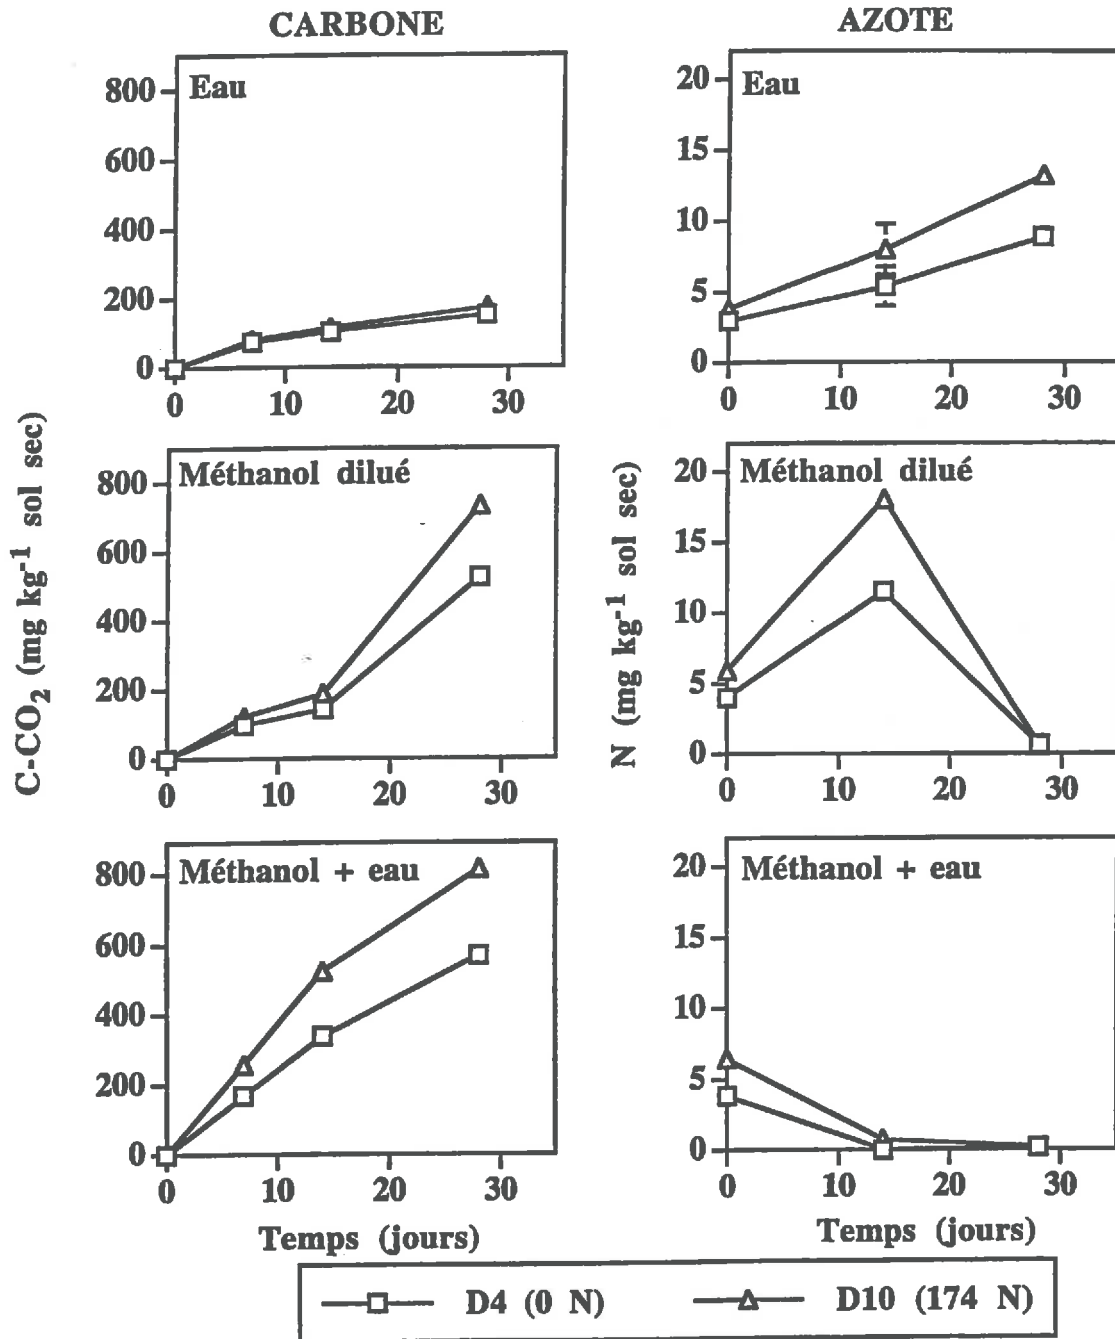 CARBONE
AZOTE
Eau
800
600
400
200
0
0 10 20 30
Eau
20
15
10
5
0
0 10 20 30
C-CO₂ (mg kg⁻¹ sol sec)
Méthanol dilué
800
600
400
200
0
0 10 20 30
N (mg kg⁻¹ sol sec)
Méthanol dilué
20
15
10
5
0
0 10 20 30
Méthanol + eau
800
600
400
200
0
0 10 20 30
Temps (jours)
Méthanol + eau
20
15
10
5
0
0 10 20 30
Temps (jours)
D4 (0 N)
D10 (174 N)